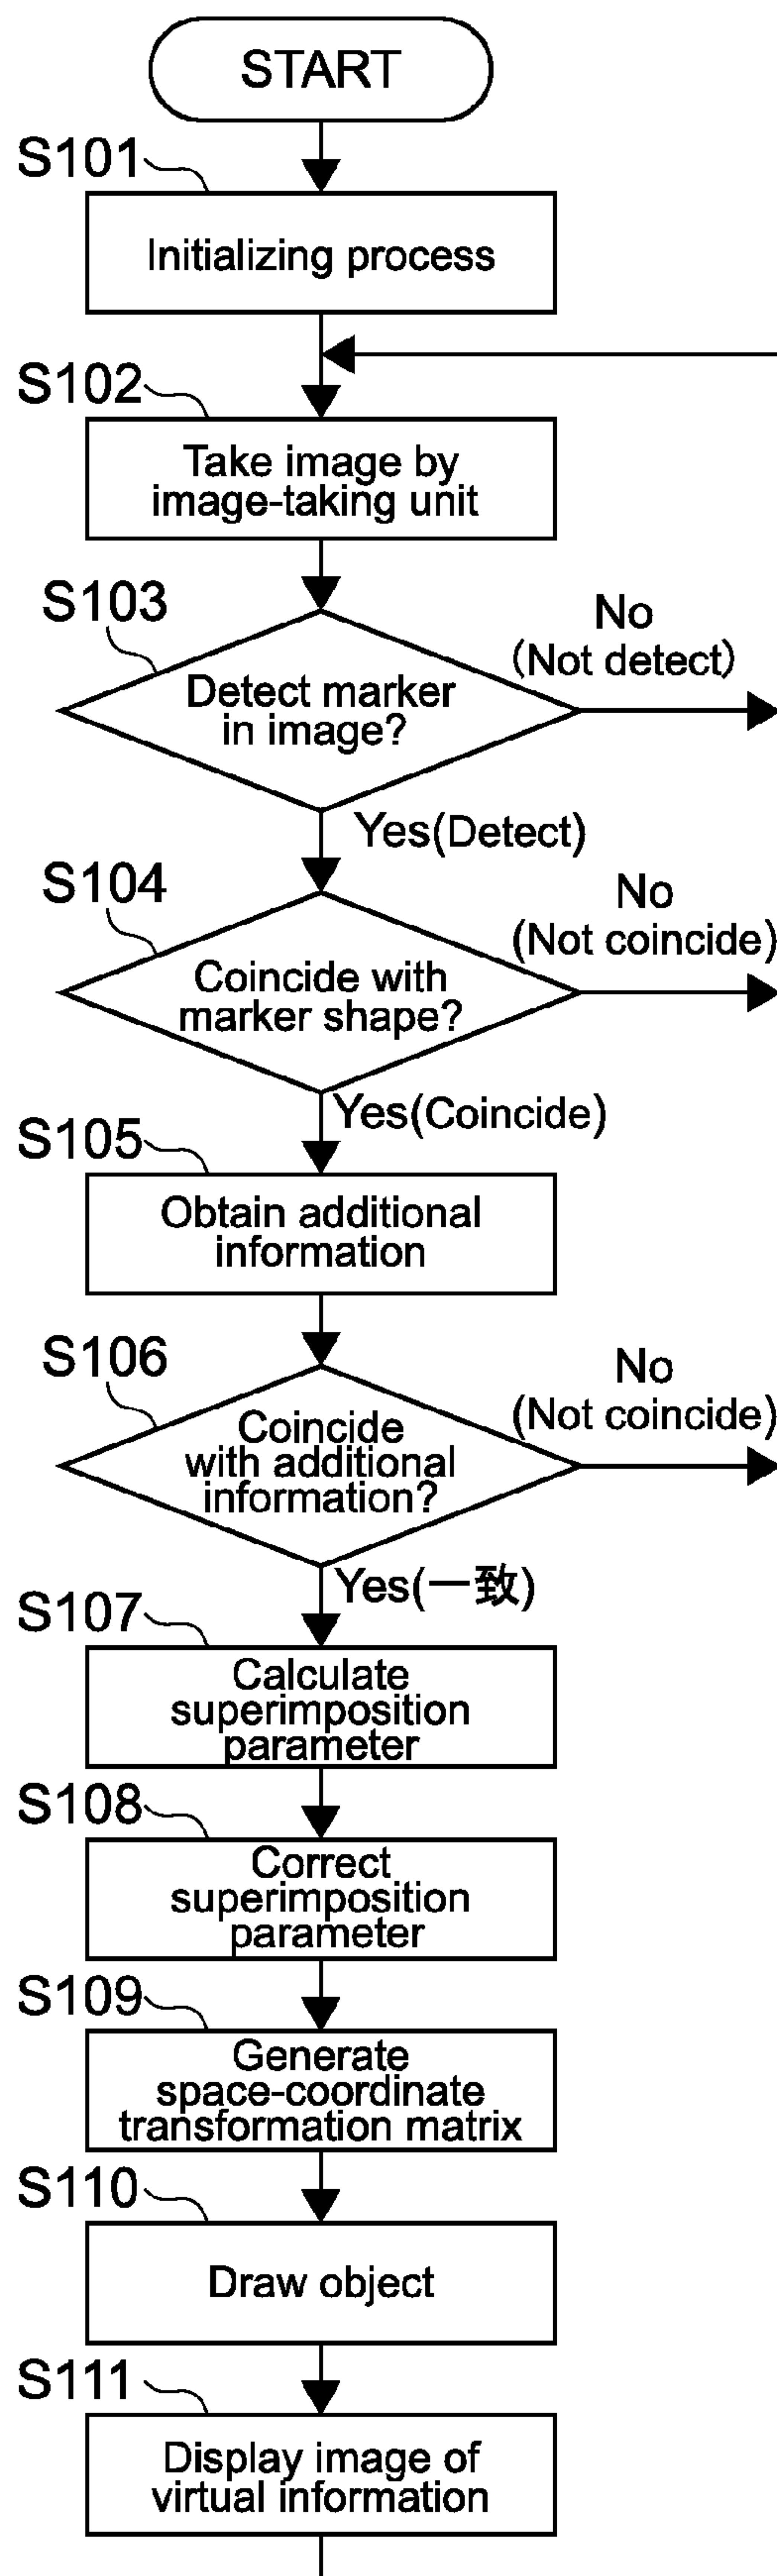 START
S101
Initializing process
S102
Take image by
image-taking unit
S103
Detect marker
in image?
No
(Not detect)
Yes(Detect)
S104
Coincide with
marker shape?
No
(Not coincide)
Yes(Coincide)
S105
Obtain additional
information
S106
Coincide
with additional
information?
No
(Not coincide)
Yes(一致)
S107
Calculate
superimposition
parameter
S108
Correct
superimposition
parameter
S109
Generate
space-coordinate
transformation matrix
S110
Draw object
S111
Display image of
virtual information